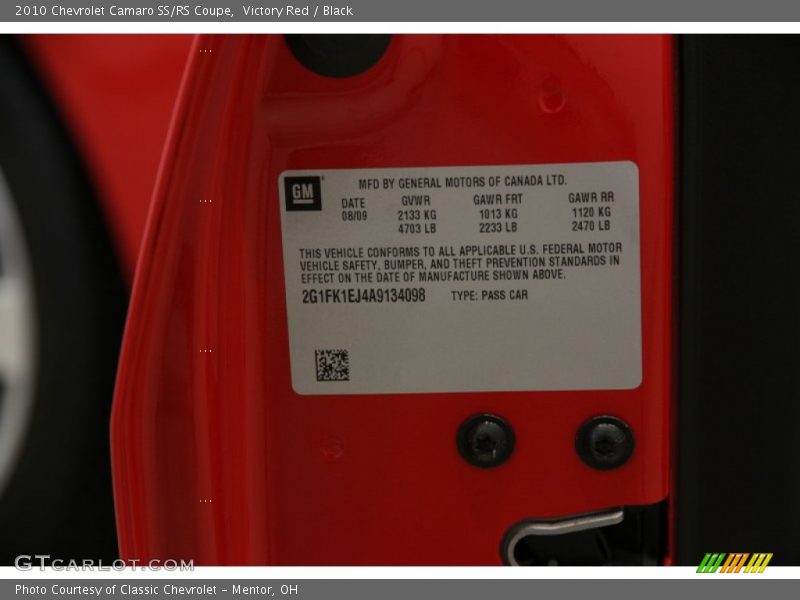 2010 Chevrolet Camaro SS/RS Coupe, Victory Red / Black
GM
MFD BY GENERAL MOTORS OF CANADA LTD.
DATE GVWR GAWR FRT GAWR RR
08/09 2133 KG 1013 KG 1120 KG
4703 LB 2233 LB 2470 LB
THIS VEHICLE CONFORMS TO ALL APPLICABLE U.S. FEDERAL MOTOR
VEHICLE SAFETY, BUMPER, AND THEFT PREVENTION STANDARDS IN
EFFECT ON THE DATE OF MANUFACTURE SHOWN ABOVE.
2G1FK1EJ4A9134098 TYPE: PASS CAR
GTCARLOT.COM
Photo Courtesy of Classic Chevrolet - Mentor, OH